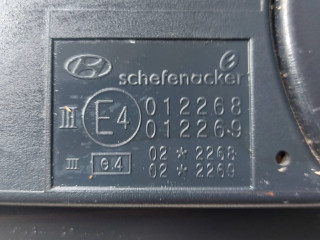 schefenacker
III E4 012268
012269
III e4 02 * 2268
02 * 2269